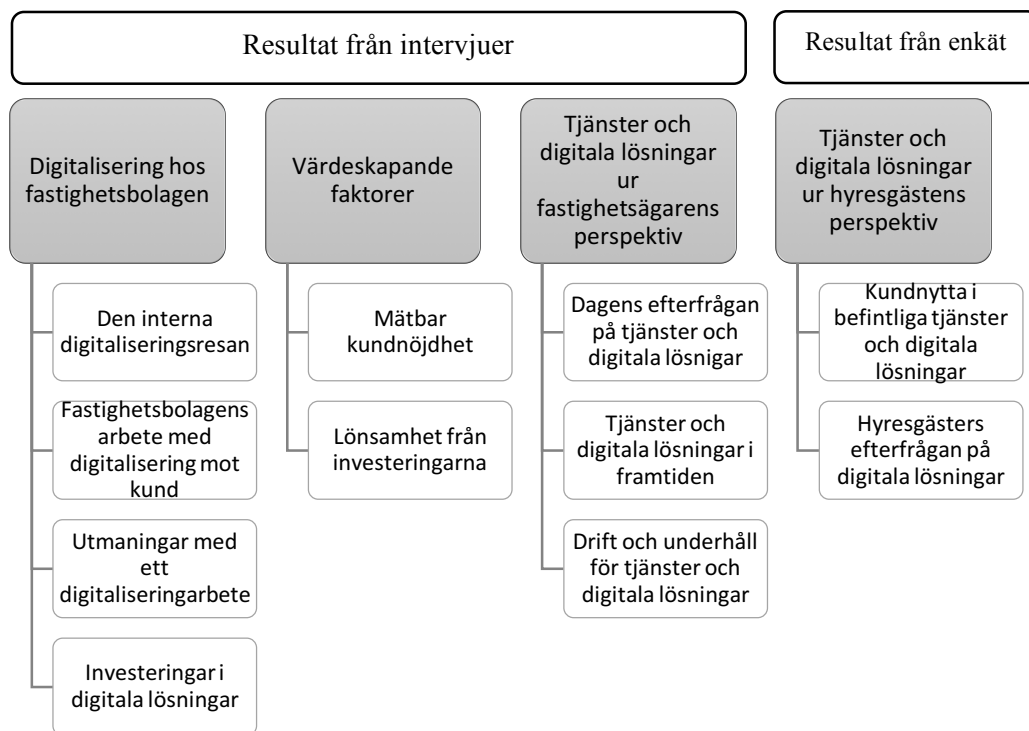 Resultat från intervjuer
Resultat från enkät
Digitalisering hos
fastighetsbolagen
Den interna
digitaliseringsresan
Fastighetsbolagens
arbete med
digitalisering mot
kund
Utmaningar med
ett
digitaliseringarbete
Investeringar i
digitala lösningar
Värdeskapande
faktorer
Mätbar
kundnöjdhet
Lönsamhet från
investeringarna
Tjänster och
digitala lösningar
ur
fastighetsägarens
perspektiv
Dagens efterfrågan
på tjänster och
digitala lösnigar
Tjänster och
digitala lösningar i
framtiden
Drift och underhåll
för tjänster och
digitala lösningar
Tjänster och
digitala lösningar
ur hyresgästens
perspektiv
Kundnytta i
befintliga tjänster
och digitala
lösningar
Hyresgästers
efterfrågan på
digitala lösningar